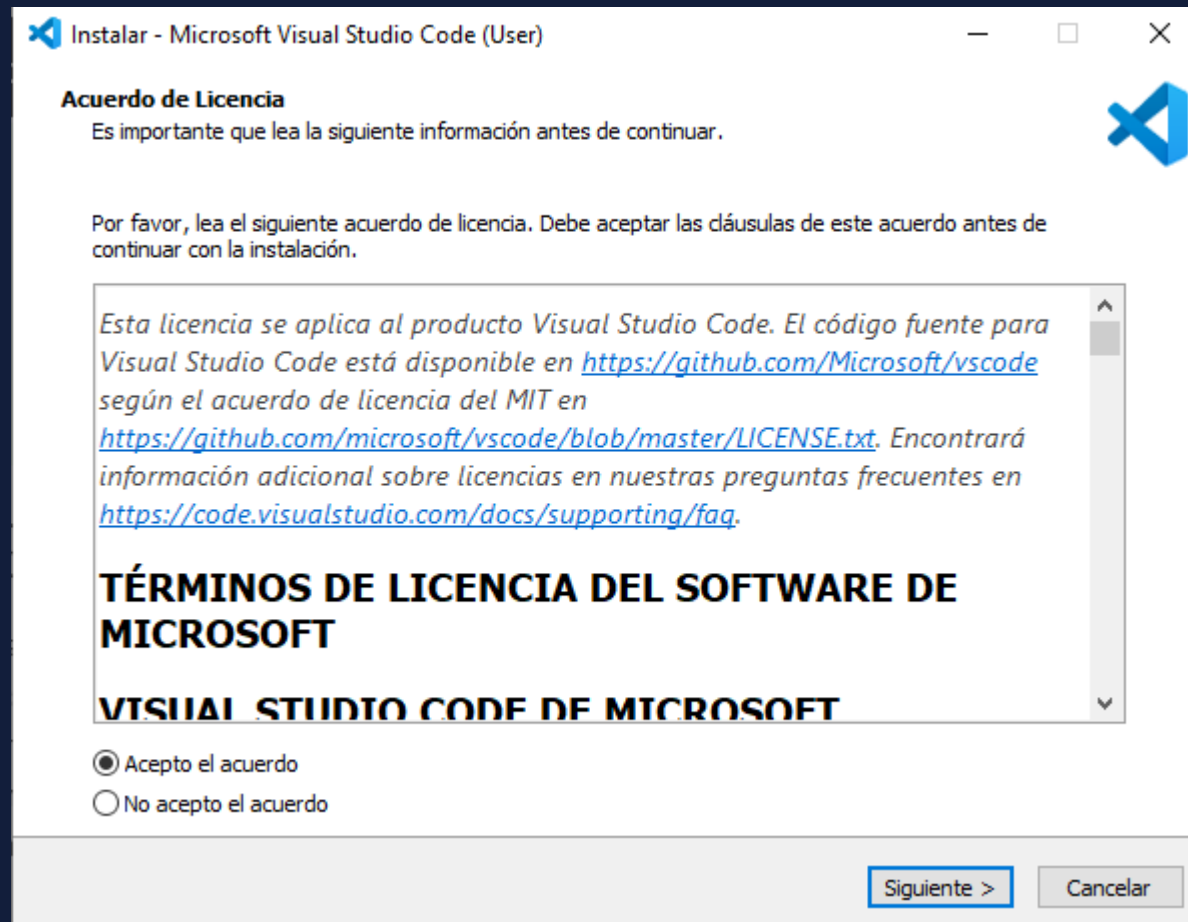 Instalar - Microsoft Visual Studio Code (User)
Acuerdo de Licencia
Es importante que lea la siguiente información antes de continuar.
Por favor, lea el siguiente acuerdo de licencia. Debe aceptar las cláusulas de este acuerdo antes de
continuar con la instalación.
Esta licencia se aplica al producto Visual Studio Code. El código fuente para
Visual Studio Code está disponible en https://github.com/Microsoft/vscode
según el acuerdo de licencia del MIT en
https://github.com/microsoft/vscode/blob/master/LICENSE.txt. Encontrará
información adicional sobre licencias en nuestras preguntas frecuentes en
https://code.visualstudio.com/docs/supporting/faq.
TÉRMINOS DE LICENCIA DEL SOFTWARE DE
MICROSOFT
VISUAL STUDIO CODE DE MICROSOFT
Acepto el acuerdo
No acepto el acuerdo
Siguiente >
Cancelar